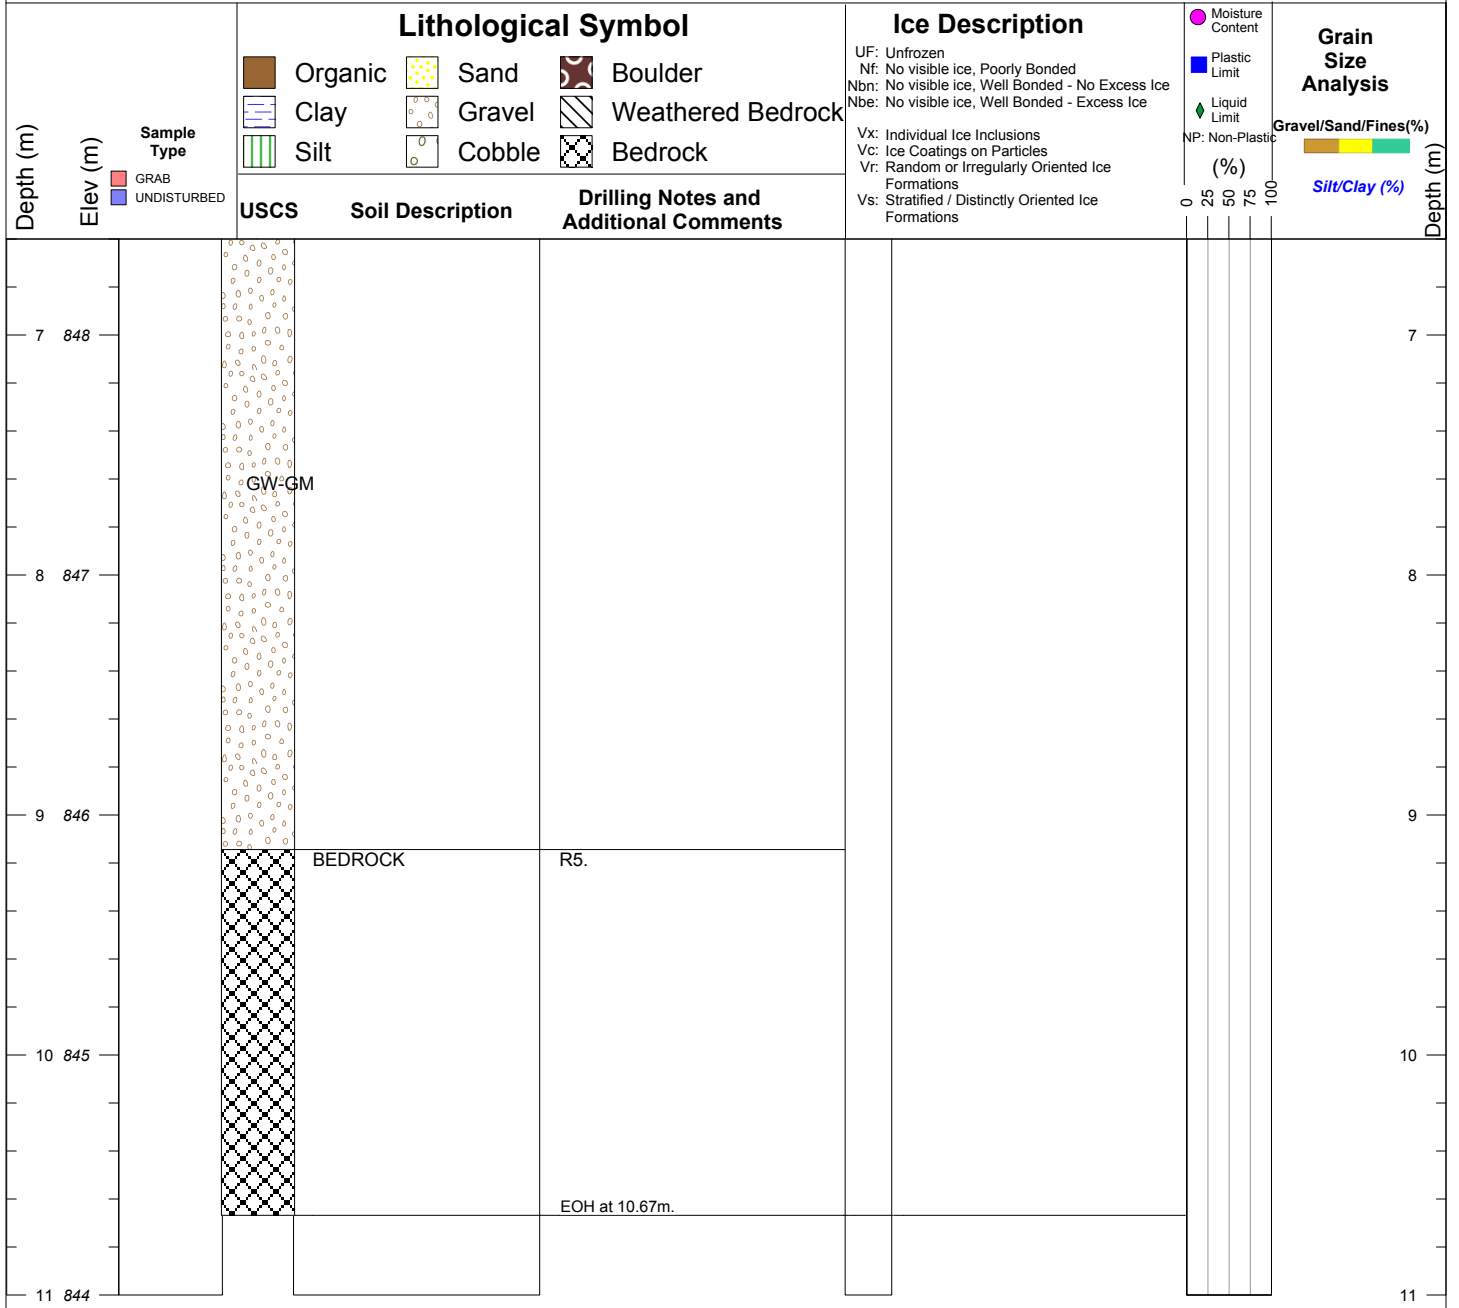 Lithological Symbol
Organic
Sand
Boulder
Clay
Gravel
Weathered Bedrock
Silt
Cobble
Bedrock
Ice Description
UF: Unfrozen
Nf: No visible ice, Poorly Bonded
Nbn: No visible ice, Well Bonded - No Excess Ice
Nbe: No visible ice, Well Bonded - Excess Ice
Vx: Individual Ice Inclusions
Vc: Ice Coatings on Particles
Vr: Random or Irregularly Oriented Ice
Formations
Vs: Stratified / Distinctly Oriented Ice
Formations
Moisture
Content
Plastic
Limit
Liquid
Limit
NP: Non-Plastic
(%)
0 25 50 75 100
Grain
Size
Analysis
Gravel/Sand/Fines(%)
Silt/Clay (%)
Depth (m)
Depth (m)
Elev (m)
Sample
Type
GRAB
UNDISTURBED
USCS
Soil Description
Drilling Notes and
Additional Comments
7 848 7
GW-GM
8 847 8
9 846 9
BEDROCK R5.
10 845 10
EOH at 10.67m.
11 844 11